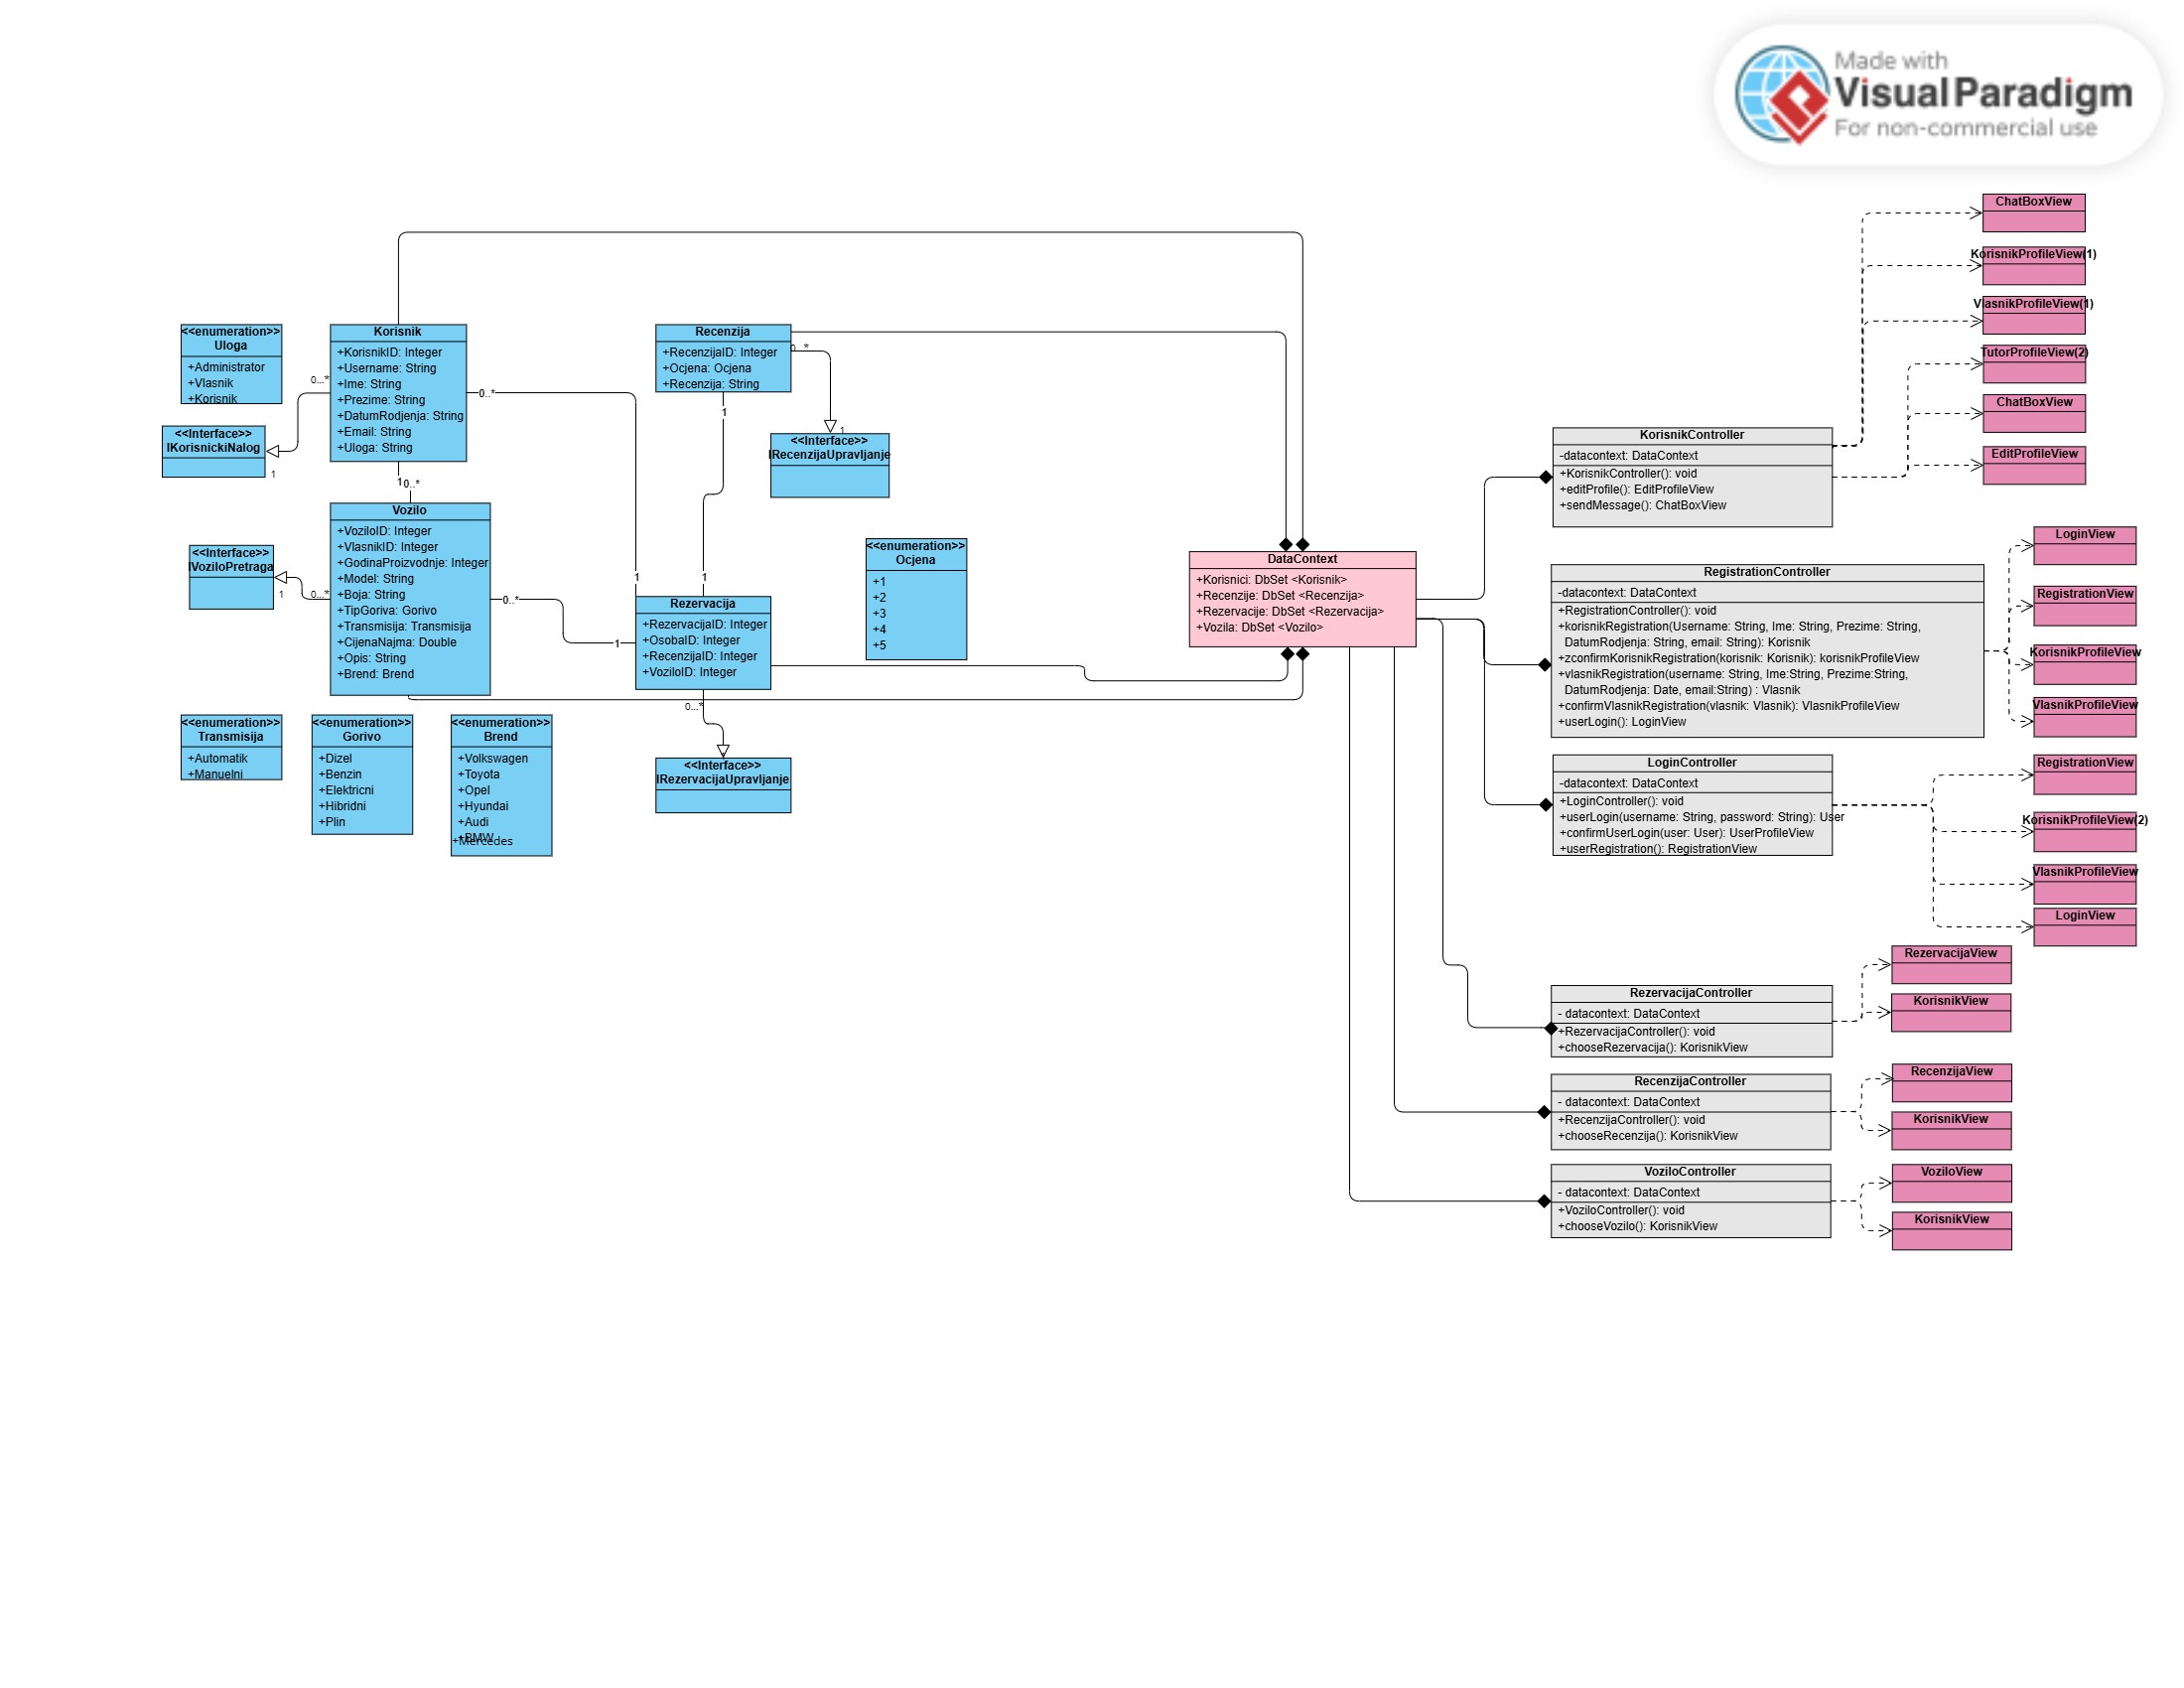 Made with
Visual Paradigm
For non-commercial use
<<enumeration>>
Uloga
+Administrator
+Vlasnik
+Korisnik
<<Interface>>
IKorisnickiNalog
1
0...*
Korisnik
+KorisnikID: Integer
+Username: String
+Ime: String
+Prezime: String
+DatumRodjenja: String
+Email: String
+Uloga: String
0..*
1
0..*
Vozilo
+VoziloID: Integer
+VlasnikID: Integer
+GodinaProizvodnje: Integer
+Model: String
+Boja: String
+TipGoriva: Gorivo
+Transmisija: Transmisija
+CijenaNajma: Double
+Opis: String
+Brend: Brend
<<Interface>>
IVoziloPretraga
1
0...*
0..*
1
<<enumeration>>
Transmisija
+Automatik
+Manuelni
<<enumeration>>
Gorivo
+Dizel
+Benzin
+Elektricni
+Hibridni
+Plin
<<enumeration>>
Brend
+Volkswagen
+Toyota
+Opel
+Hyundai
+Audi
+BMW
+Mercedes
Recenzija
+RecenzijaID: Integer
+Ocjena: Ocjena
+Recenzija: String
0...*
1
<<Interface>>
IRecenzijaUpravljanje
1
1
1
Rezervacija
+RezervacijaID: Integer
+OsobaID: Integer
+RecenzijaID: Integer
+VoziloID: Integer
0...*
<<Interface>>
IRezervacijaUpravljanje
<<enumeration>>
Ocjena
+1
+2
+3
+4
+5
DataContext
+Korisnici: DbSet <Korisnik>
+Recenzije: DbSet <Recenzija>
+Rezervacije: DbSet <Rezervacija>
+Vozila: DbSet <Vozilo>
KorisnikController
-datacontext: DataContext
+KorisnikController(): void
+editProfile(): EditProfileView
+sendMessage(): ChatBoxView
ChatBoxView
KorisnikProfileView(1)
VlasnikProfileView(1)
TutorProfileView(2)
ChatBoxView
EditProfileView
RegistrationController
-datacontext: DataContext
+RegistrationController(): void
+korisnikRegistration(Username: String, Ime: String, Prezime: String,
DatumRodjenja: String, email: String): Korisnik
+zconfirmKorisnikRegistration(korisnik: Korisnik): korisnikProfileView
+vlasnikRegistration(username: String, Ime:String, Prezime:String,
DatumRodjenja: Date, email:String) : Vlasnik
+confirmVlasnikRegistration(vlasnik: Vlasnik): VlasnikProfileView
+userLogin(): LoginView
LoginView
RegistrationView
KorisnikProfileView
VlasnikProfileView
LoginController
-datacontext: DataContext
+LoginController(): void
+userLogin(username: String, password: String): User
+confirmUserLogin(user: User): UserProfileView
+userRegistration(): RegistrationView
RegistrationView
KorisnikProfileView(2)
VlasnikProfileView
LoginView
RezervacijaController
- datacontext: DataContext
+RezervacijaController(): void
+chooseRezervacija(): KorisnikView
RezervacijaView
KorisnikView
RecenzijaController
- datacontext: DataContext
+RecenzijaController(): void
+chooseRecenzija(): KorisnikView
RecenzijaView
KorisnikView
VoziloController
- datacontext: DataContext
+VoziloController(): void
+chooseVozilo(): KorisnikView
VoziloView
KorisnikView